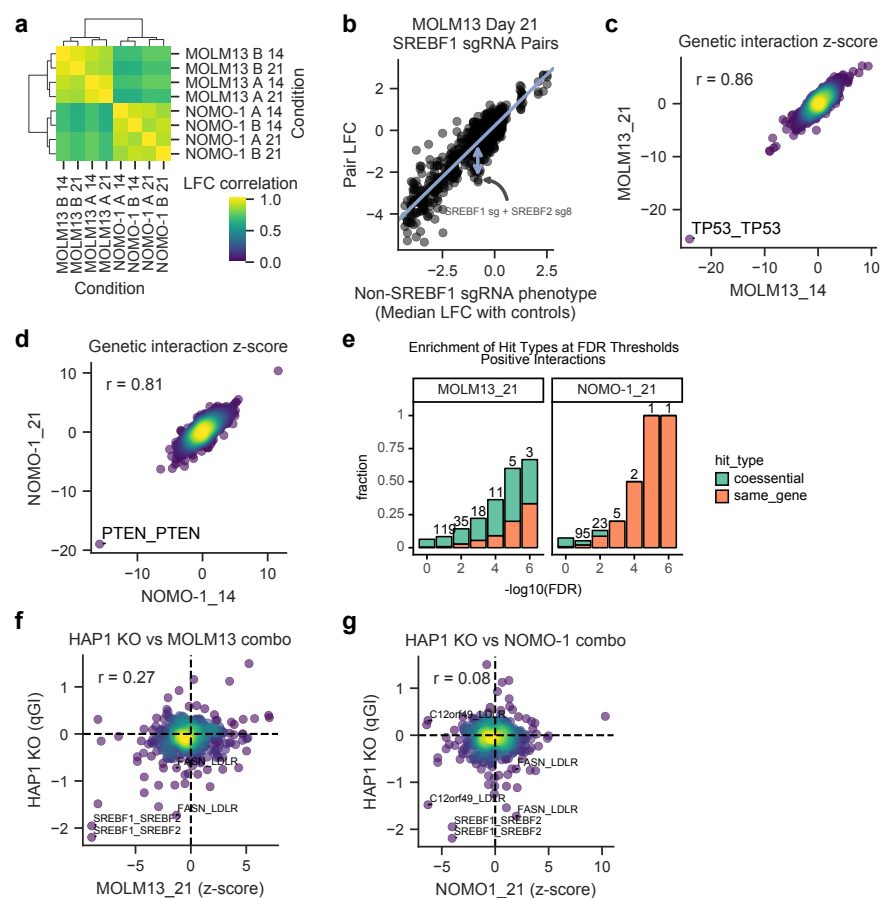 a
MOLM13 B 14
MOLM13 B 21
MOLM13 A 14
MOLM13 A 21
NOMO-1 A 14
NOMO-1 B 14
NOMO-1 A 21
NOMO-1 B 21
Condition
MOLM13 B 14
MOLM13 B 21
MOLM13 A 14
MOLM13 A 21
NOMO-1 A 14
NOMO-1 B 14
NOMO-1 A 21
NOMO-1 B 21
Condition
LFC correlation
1.0
0.5
0.0
b
MOLM13 Day 21
SREBF1 sgRNA Pairs
Pair LFC
2
0
−2
−4
SREBF1 sg + SREBF2 sg8
−2.5
0.0
2.5
Non-SREBF1 sgRNA phenotype
(Median LFC with controls)
c
Genetic interaction z-score
r = 0.86
MOLM13_21
10
0
−10
−20
TP53_TP53
−20
−10
0
10
MOLM13_14
d
Genetic interaction z-score
r = 0.81
NOMO-1_21
10
0
−10
−20
PTEN_PTEN
−10
0
10
NOMO-1_14
e
Enrichment of Hit Types at FDR Thresholds
Positive Interactions
MOLM13_21
NOMO-1_21
fraction
1
0.75
0.50
0.25
0
119
35
18
11
5
3
95
23
5
2
1
1
0
2
4
6
0
2
4
6
-log10(FDR)
hit_type
coessential
same_gene
f
HAP1 KO vs MOLM13 combo
r = 0.27
HAP1 KO (qGI)
1
0
−1
−2
FASN_LDLR
FASN_LDLR
SREBF1_SREBF2
SREBF1_SREBF2
−5
0
5
MOLM13_21 (z-score)
g
HAP1 KO vs NOMO-1 combo
r = 0.08
HAP1 KO (qGI)
1
0
−1
−2
C12orf49_LDLR
FASN_LDLR
C12orf49_LDLR
FASN_LDLR
SREBF1_SREBF2
SREBF1_SREBF2
−5
0
5
10
NOMO1_21 (z-score)